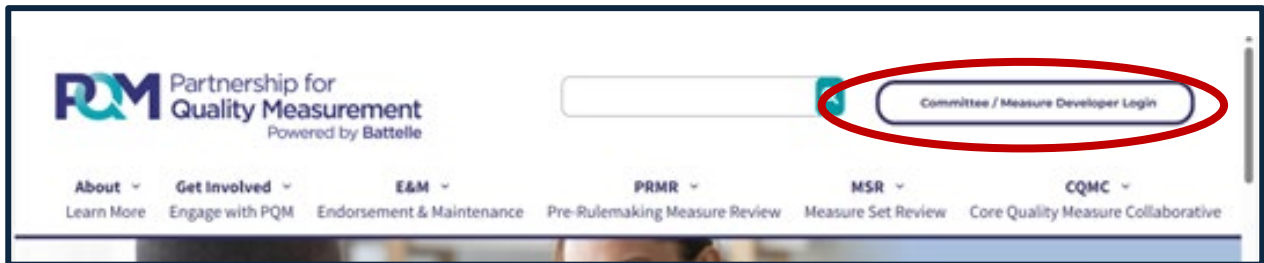 PQM Partnership for
Quality Measurement
Powered by Battelle
Committee / Measure Developer Login
About Get Involved E&M PRMR MSR CQMC
Learn More Engage with PQM Endorsement & Maintenance Pre-Rulemaking Measure Review Measure Set Review Core Quality Measure Collaborative